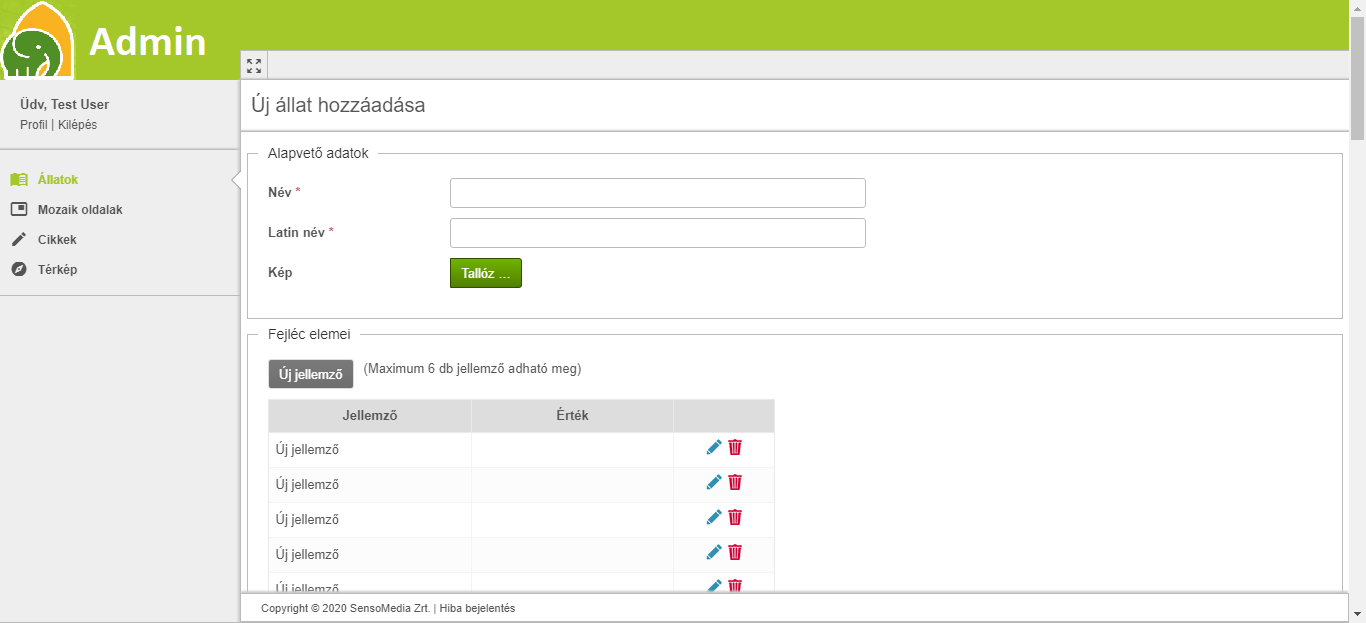 Admin
Üdv, Test User
Profil | Kilépés
Állatok
Mozaik oldalak
Cikkek
Térkép
Új állat hozzáadása
Alapvető adatok
Név *
Latin név *
Kép Tallóz ...
Fejléc elemei
Új jellemző (Maximum 6 db jellemző adható meg)
Jellemző Érték
Új jellemző
Új jellemző
Új jellemző
Új jellemző
Új jellemző
Copyright © 2020 SensoMedia Zrt. | Hiba bejelentés